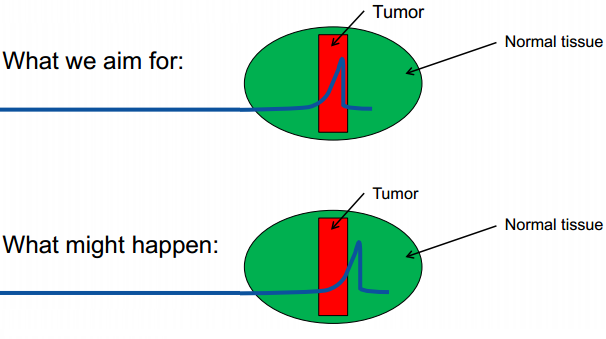 Tumor
Normal tissue
What we aim for:
Tumor
Normal tissue
What might happen: